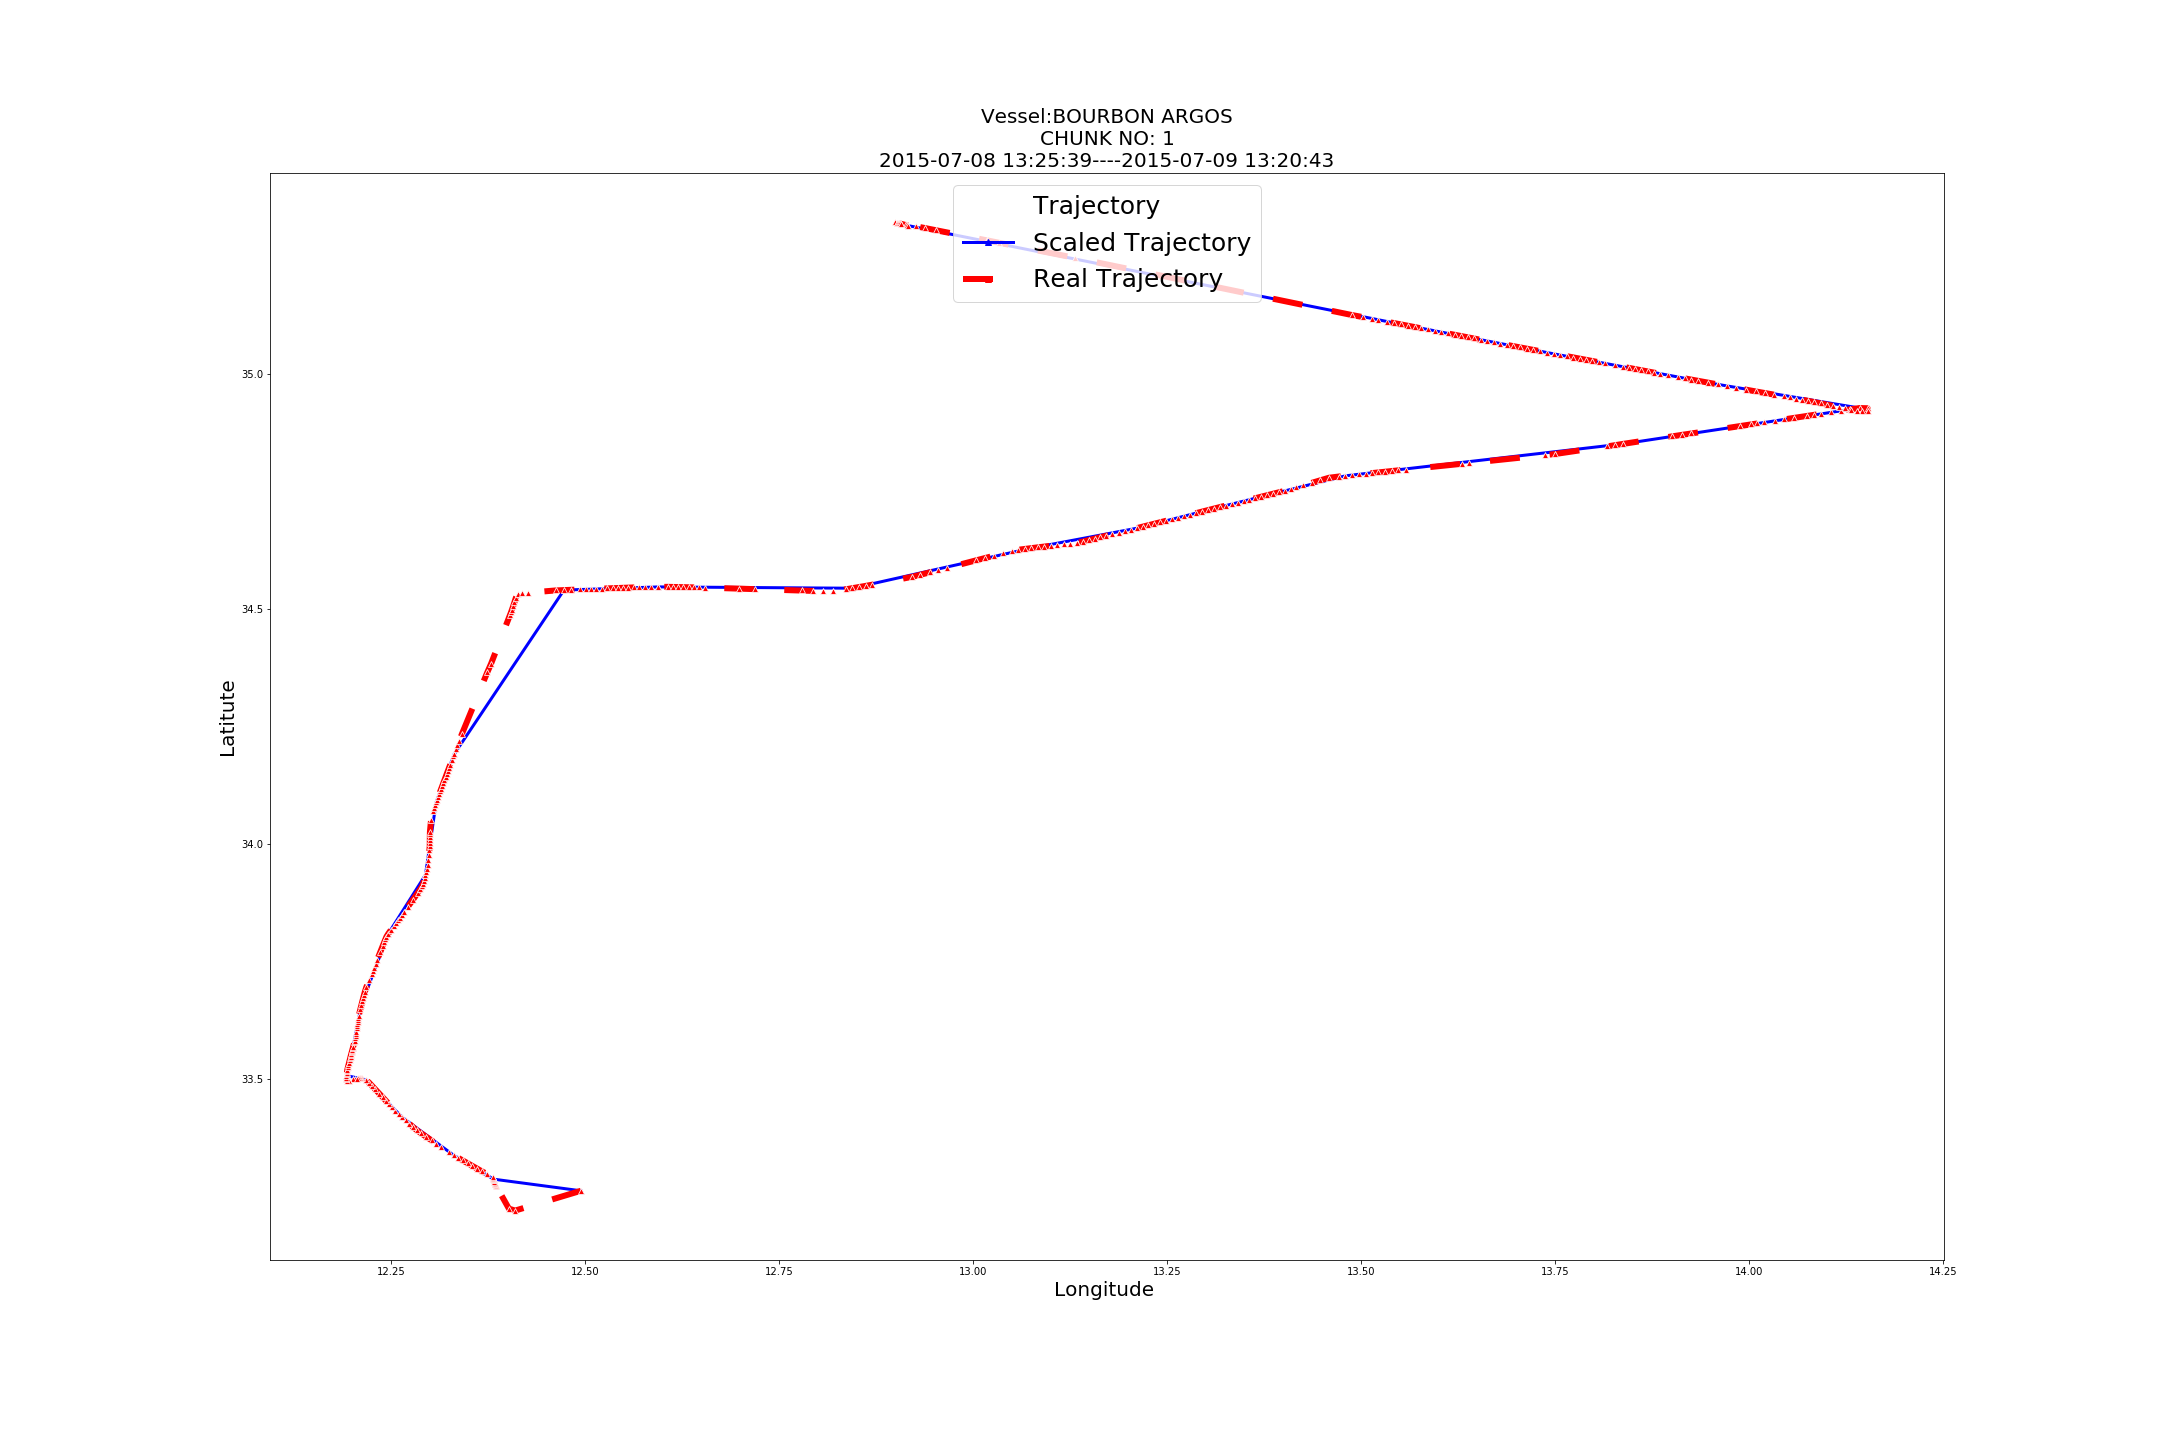 Vessel:BOURBON ARGOS
CHUNK NO: 1
2015-07-08 13:25:39----2015-07-09 13:20:43
Trajectory
Scaled Trajectory
Real Trajectory
35.0
34.5
34.0
33.5
Latitute
12.25 12.50 12.75 13.00 13.25 13.50 13.75 14.00 14.25
Longitude